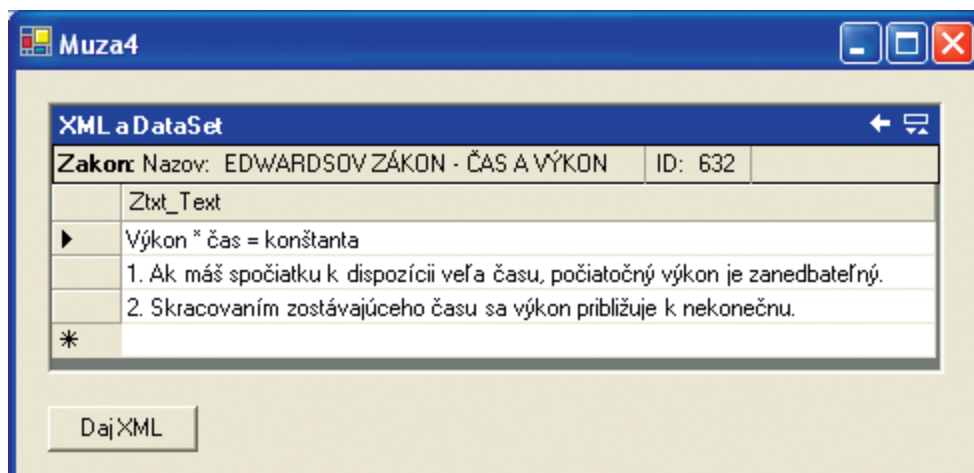 Muza4
XML a DataSet
Zakon: Nazov: EDWARDSOV ZÁKON - ČAS A VÝKON ID: 632
Ztxt_Text
Výkon * čas = konštanta
1. Ak máš spočiatku k dispozícii veľa času, počiatočný výkon je zanedbateľný.
2. Skracovaním zostávajúceho času sa výkon približuje k nekonečnu.
Daj XML